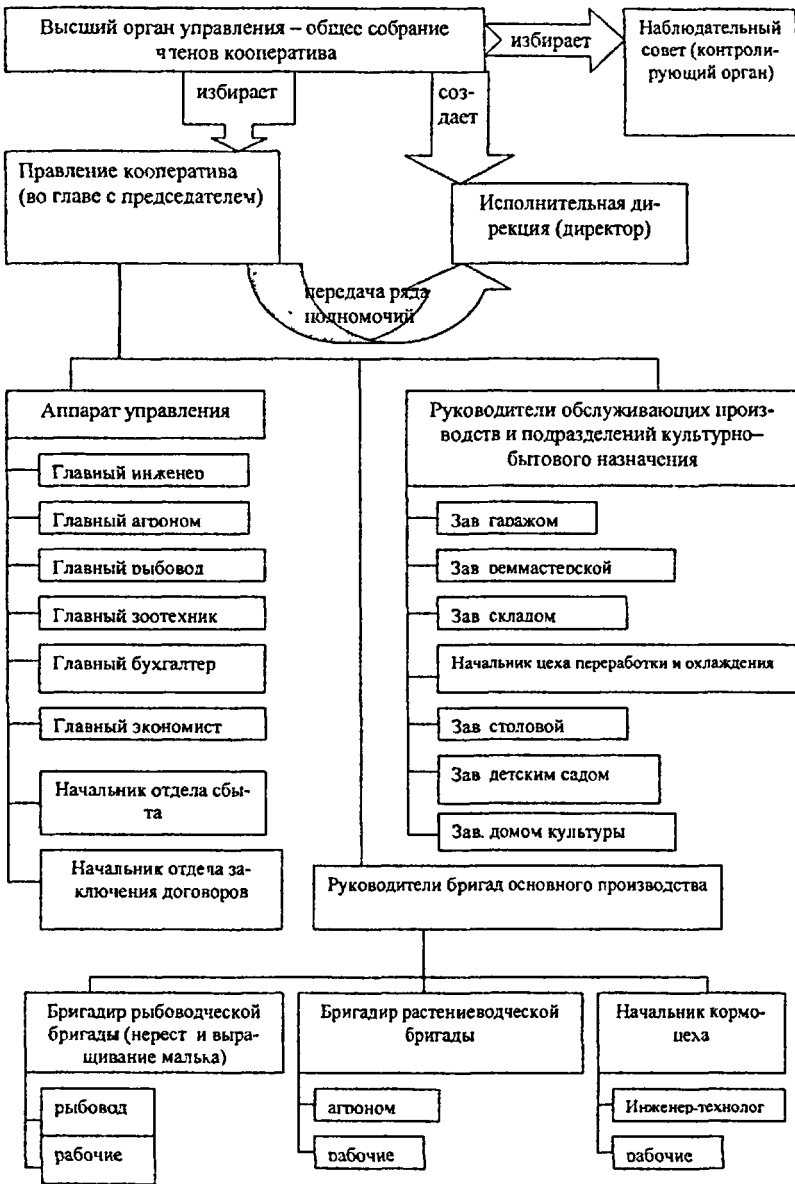 Высший орган управления – общее собрание
членов кооператива
избирает
Наблюдательный
совет (контроли-
рующий орган)
избирает
соз-
дает
Правление кооператива
(во главе с председателем)
Исполнительная ди-
рекция (директор)
передача ряда
полномочий
Аппарат управления
Главный инженер
Главный агроном
Главный рыбовод
Главный зоотехник
Главный бухгалтер
Главный экономист
Начальник отдела сбы-
та
Начальник отдела за-
ключения договоров
Руководители обслуживающих произ-
водств и подразделений культурно–
бытового назначения
Зав гаражом
Зав реммастерской
Зав складом
Начальник цеха переработки и охлаждения
Зав столовой
Зав детским садом
Зав. домом культуры
Руководители бригад основного производства
Бригадир рыбоводческой
бригады (нерест и выра-
щивание малька)
рыбовод
рабочие
Бригадир растениеводческой
бригады
агроном
рабочие
Начальник кормо-
цеха
Инженер-технолог
рабочие